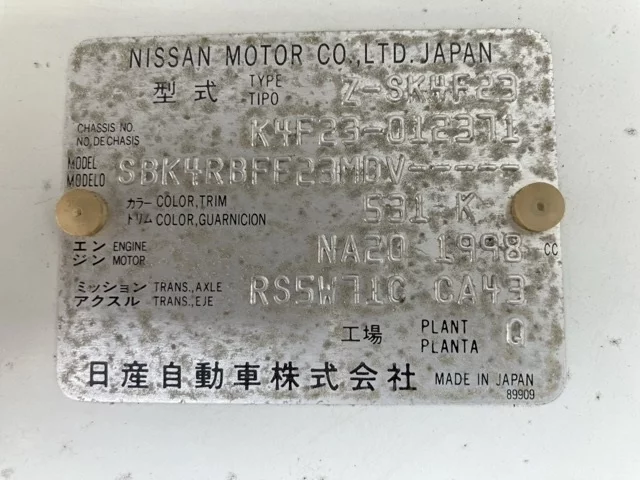 NISSAN MOTOR CO., LTD. JAPAN
型式 TYPE TIPO Z-SK4F23
CHASSIS NO. NO, DE CHASIS K4F23-012371
MODEL MODELO SBK4RBFF23MDV-----
カラー COLOR, TRIM 531-K
トリム COLOR, GUARNICION
エンジン ENGINE MOTOR NA20 1998 CC
ミッション TRANS., AXLE RS5W71C CA43
アクスル TRANS., EJE
工場 PLANT PLANTA Q
日産自動車株式会社 MADE IN JAPAN
89909